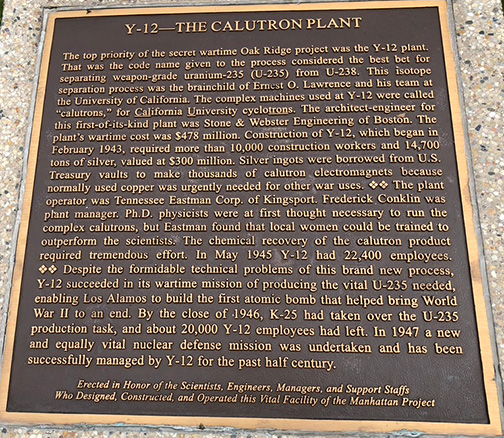 Y-12—THE CALUTRON PLANT
The top priority of the secret wartime Oak Ridge project was the Y-12 plant.
That was the code name given to the process considered the best bet for
separating weapon-grade uranium-235 (U-235) from U-238. This isotope
separation process was the brainchild of Ernest O. Lawrence and his team at
the University of California. The complex machines used at Y-12 were called
“calutrons,” for California University cyclotrons. The architect-engineer for
this first-of-its-kind plant was Stone & Webster Engineering of Boston. The
plant's wartime cost was $478 million. Construction of Y-12, which began in
February 1943, required more than 10,000 construction workers and 14,700
tons of silver, valued at $300 million. Silver ingots were borrowed from U.S.
Treasury vaults to make thousands of calutron electromagnets because
normally used copper was urgently needed for other war uses. ❖❖ The plant
operator was Tennessee Eastman Corp. of Kingsport. Frederick Conklin was
plant manager. Ph.D. physicists were at first thought necessary to run the
complex calutrons, but Eastman found that local women could be trained to
outperform the scientists. The chemical recovery of the calutron product
required tremendous effort. In May 1945 Y-12 had 22,400 employees.
❖❖ Despite the formidable technical problems of this brand new process,
Y-12 succeeded in its wartime mission of producing the vital U-235 needed,
enabling Los Alamos to build the first atomic bomb that helped bring World
War II to an end. By the close of 1946, K-25 had taken over the U-235
production task, and about 20,000 Y-12 employees had left. In 1947 a new
and equally vital nuclear defense mission was undertaken and has been
successfully managed by Y-12 for the past half century.
Erected in Honor of the Scientists, Engineers, Managers, and Support Staffs
Who Designed, Constructed, and Operated this Vital Facility of the Manhattan Project